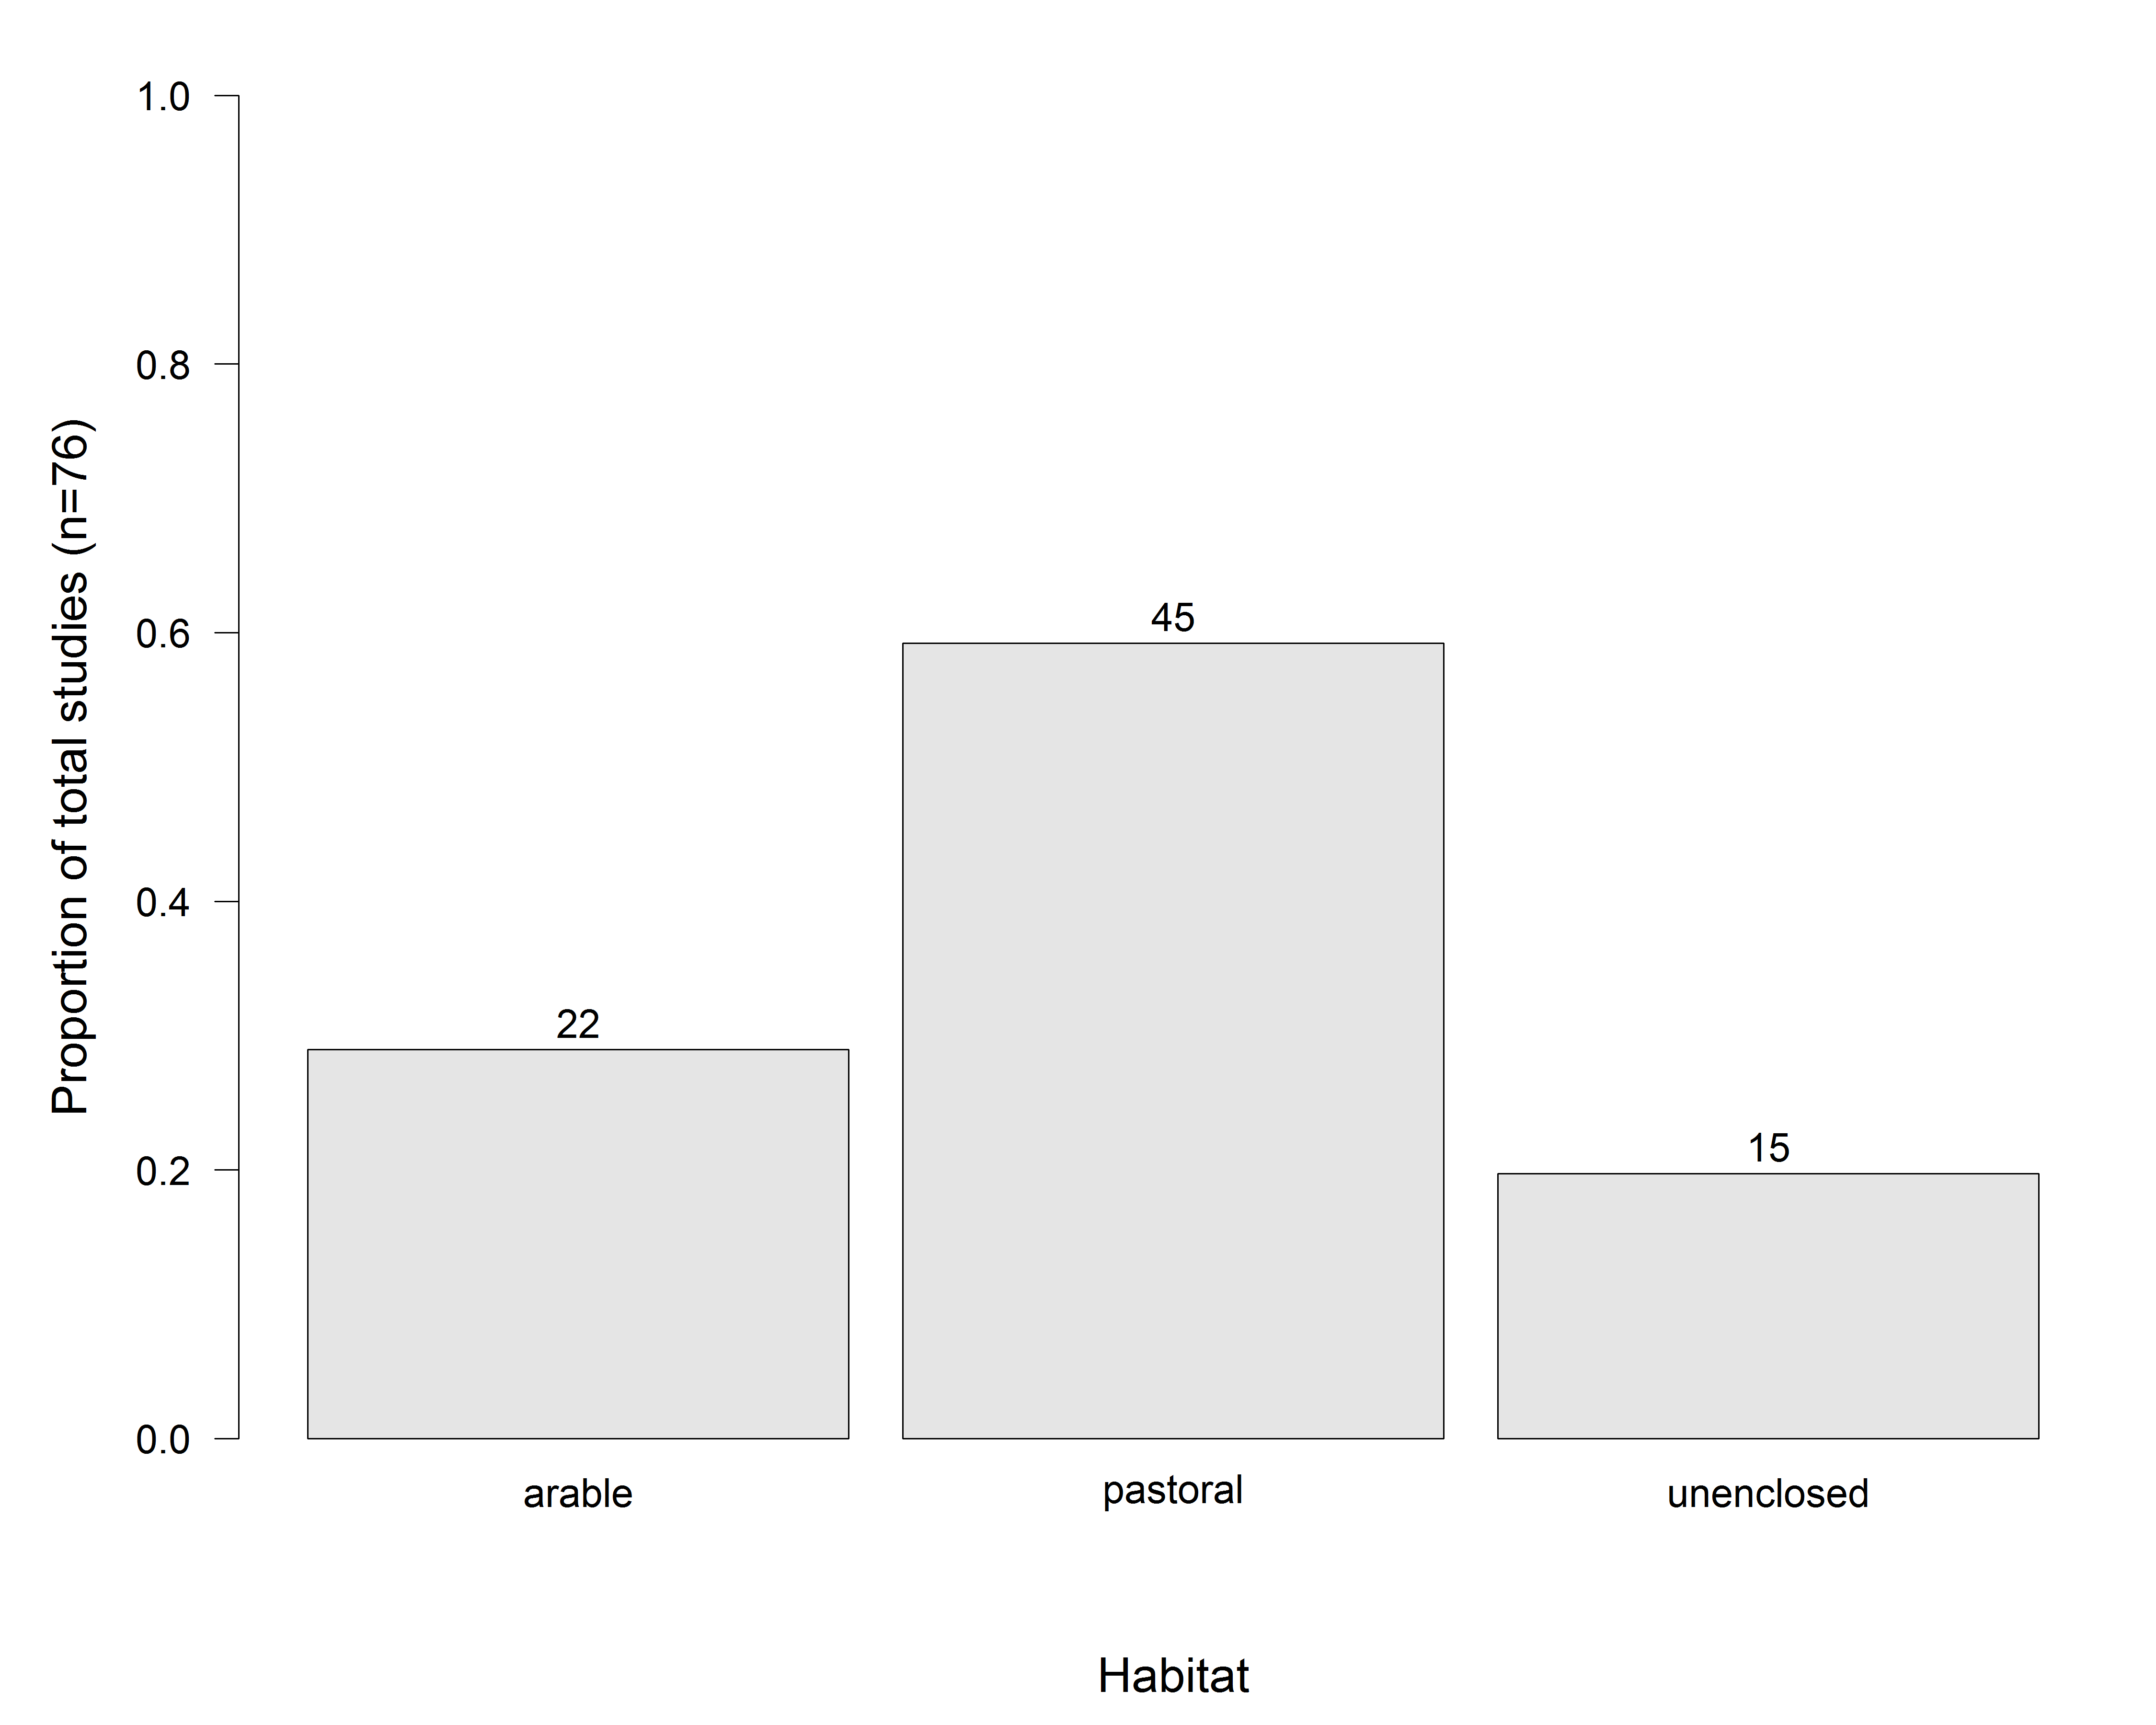 Proportion of total studies (n=76)
1.0
0.8
0.6
0.4
0.2
0.0
22
45
15
arable
pastoral
unenclosed
Habitat